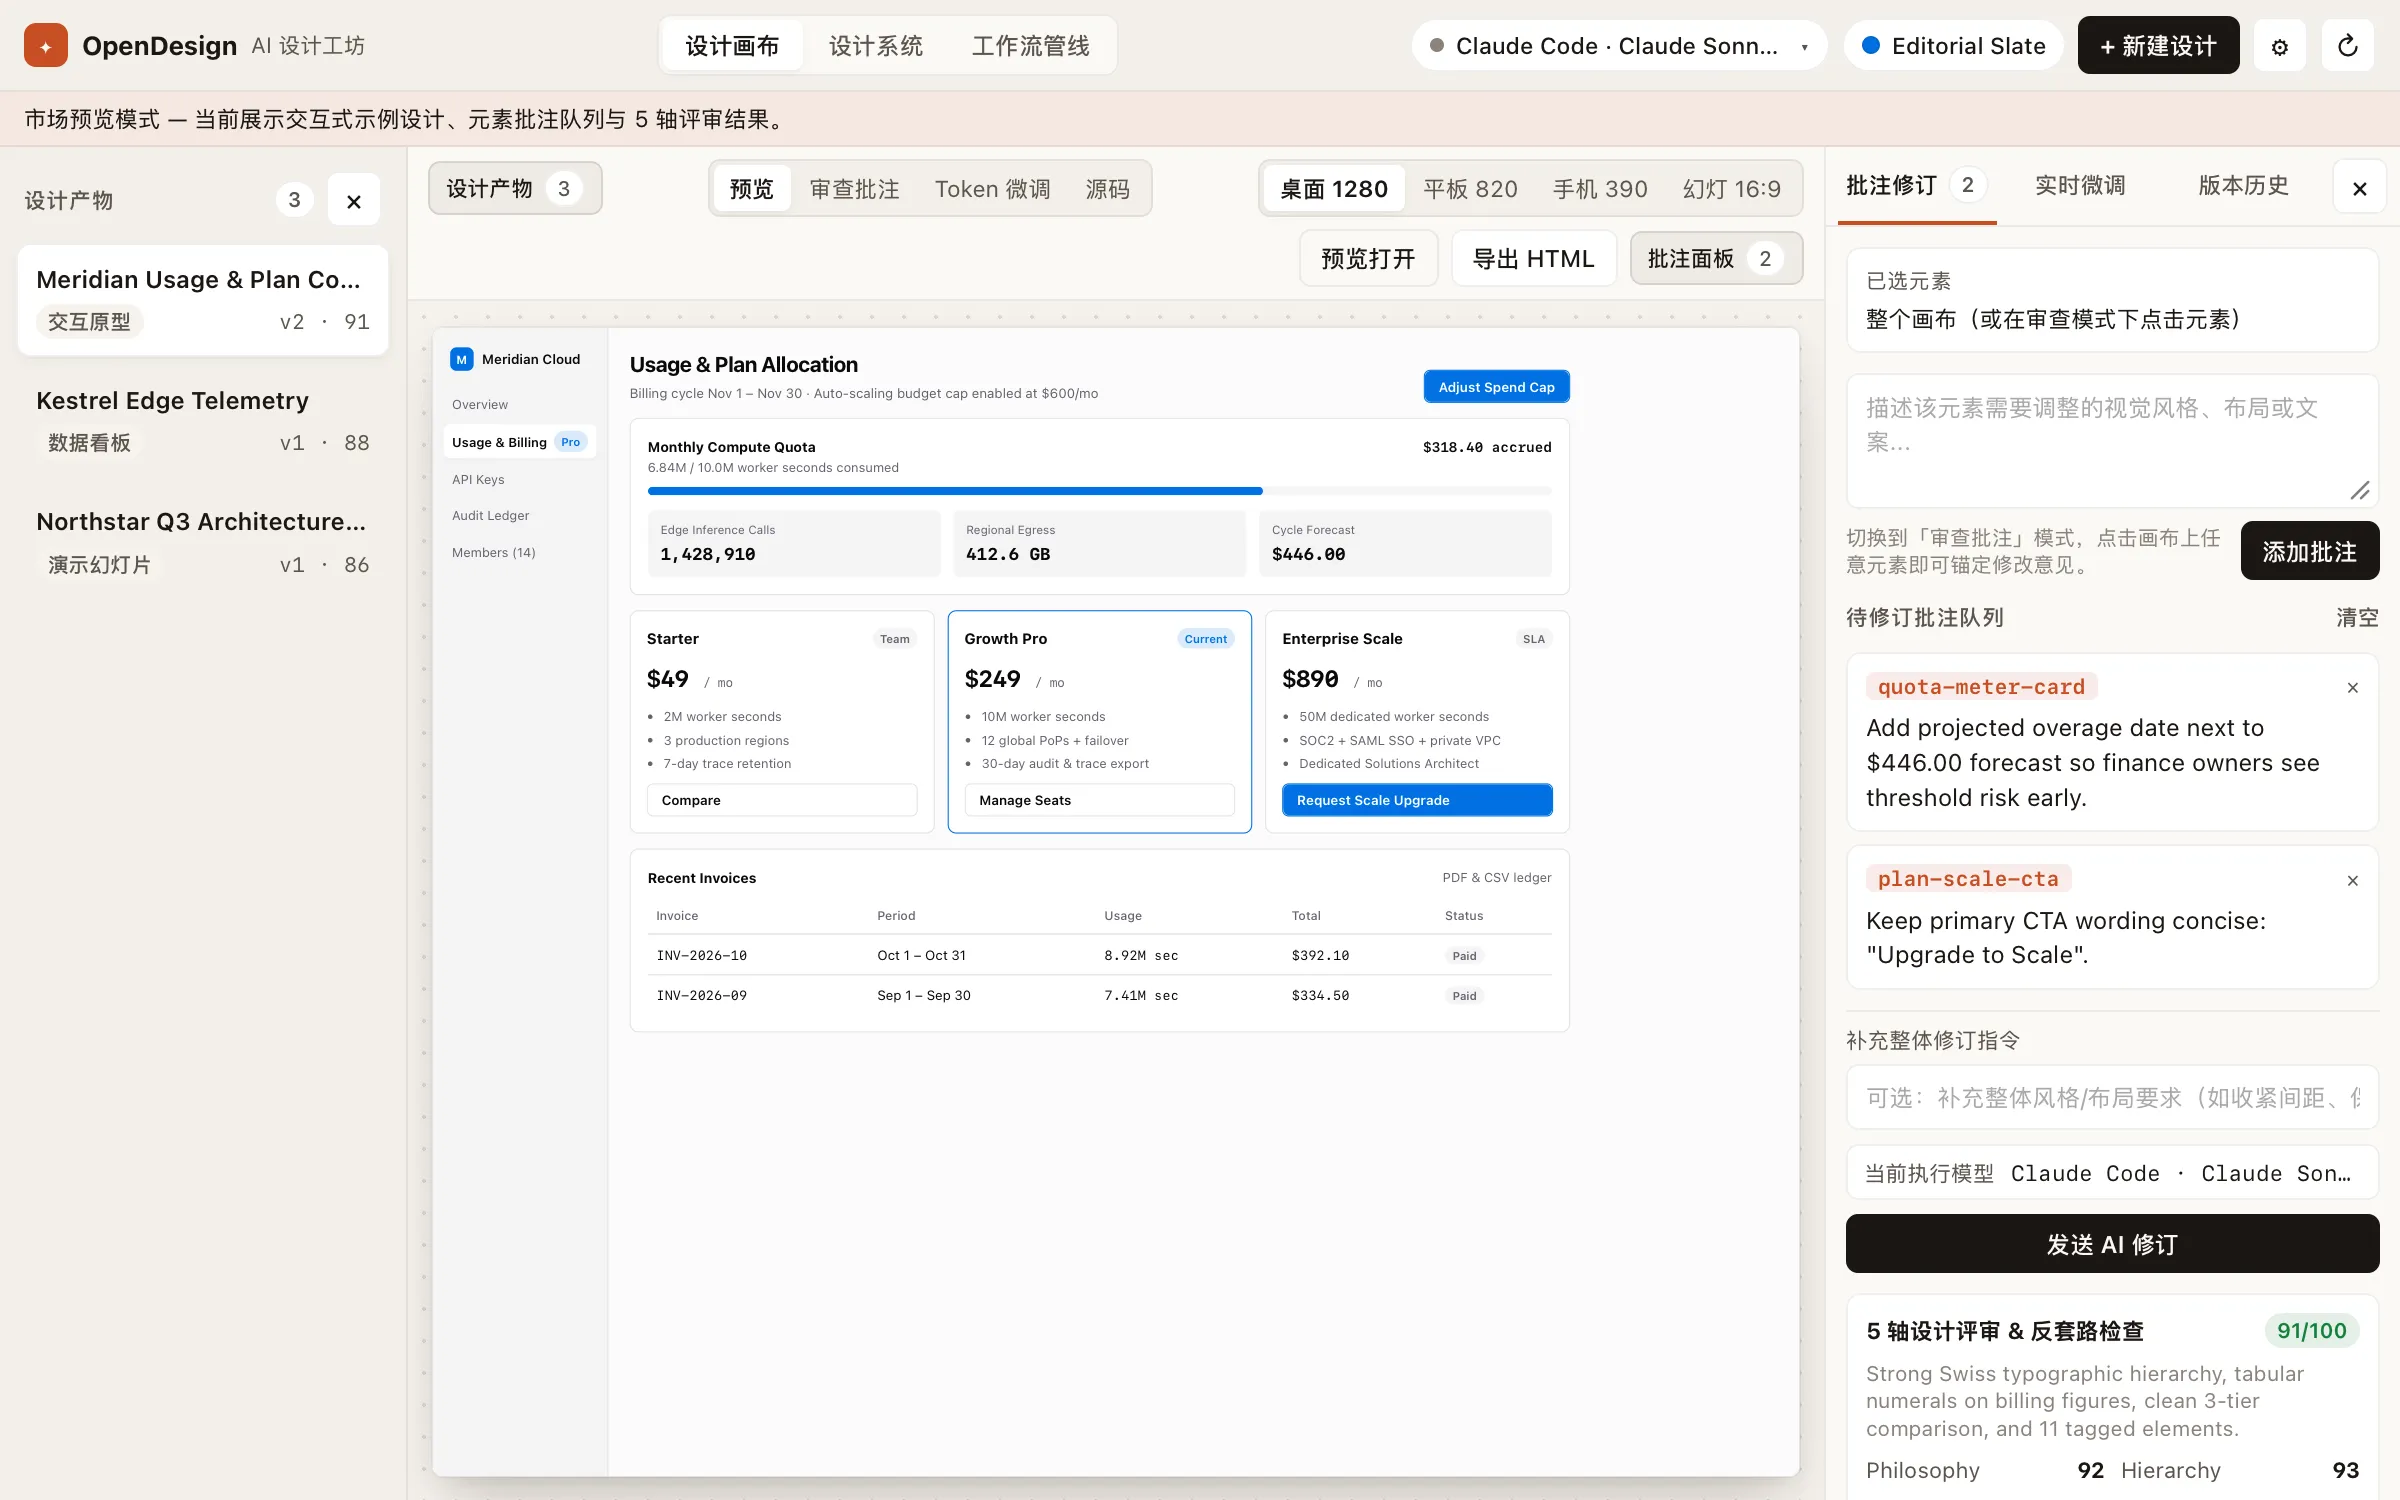 OpenDesign AI 设计工坊
设计画布 设计系统 工作流管线
Claude Code · Claude Sonn... Editorial Slate + 新建设计
市场预览模式 — 当前展示交互式示例设计、元素批注队列与 5 轴评审结果。
设计产物 3 ×
Meridian Usage & Plan Co...
交互原型 v2 · 91
Kestrel Edge Telemetry
数据看板 v1 · 88
Northstar Q3 Architecture...
演示幻灯片 v1 · 86
设计产物 3
预览 审查批注 Token 微调 源码
桌面 1280 平板 820 手机 390 幻灯 16:9
预览打开 导出 HTML 批注面板 2
M Meridian Cloud
Overview
Usage & Billing Pro
API Keys
Audit Ledger
Members (14)
Usage & Plan Allocation
Billing cycle Nov 1 – Nov 30 · Auto-scaling budget cap enabled at $600/mo
Adjust Spend Cap
Monthly Compute Quota
$318.40 accrued
6.84M / 10.0M worker seconds consumed
Edge Inference Calls
1,428,910
Regional Egress
412.6 GB
Cycle Forecast
$446.00
Starter Team
$49 / mo
• 2M worker seconds
• 3 production regions
• 7-day trace retention
Compare
Growth Pro Current
$249 / mo
• 10M worker seconds
• 12 global PoPs + failover
• 30-day audit & trace export
Manage Seats
Enterprise Scale SLA
$890 / mo
• 50M dedicated worker seconds
• SOC2 + SAML SSO + private VPC
• Dedicated Solutions Architect
Request Scale Upgrade
Recent Invoices PDF & CSV ledger
Invoice Period Usage Total Status
INV-2026-10 Oct 1 – Oct 31 8.92M sec $392.10 Paid
INV-2026-09 Sep 1 – Sep 30 7.41M sec $334.50 Paid
批注修订 2 实时微调 版本历史 ×
已选元素
整个画布（或在审查模式下点击元素）
描述该元素需要调整的视觉风格、布局或文
案...
切换到「审查批注」模式，点击画布上任
意元素即可锚定修改意见。
添加批注
待修订批注队列 清空
quota-meter-card ×
Add projected overage date next to
$446.00 forecast so finance owners see
threshold risk early.
plan-scale-cta ×
Keep primary CTA wording concise:
"Upgrade to Scale".
补充整体修订指令
可选：补充整体风格/布局要求（如收紧间距、
当前执行模型 Claude Code · Claude Son...
发送 AI 修订
5 轴设计评审 & 反套路检查 91/100
Strong Swiss typographic hierarchy, tabular
numerals on billing figures, clean 3-tier
comparison, and 11 tagged elements.
Philosophy 92 Hierarchy 93